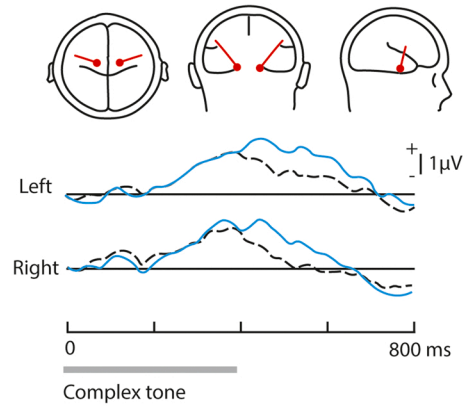 +
1μV
-
Left
Right
0
800 ms
Complex tone